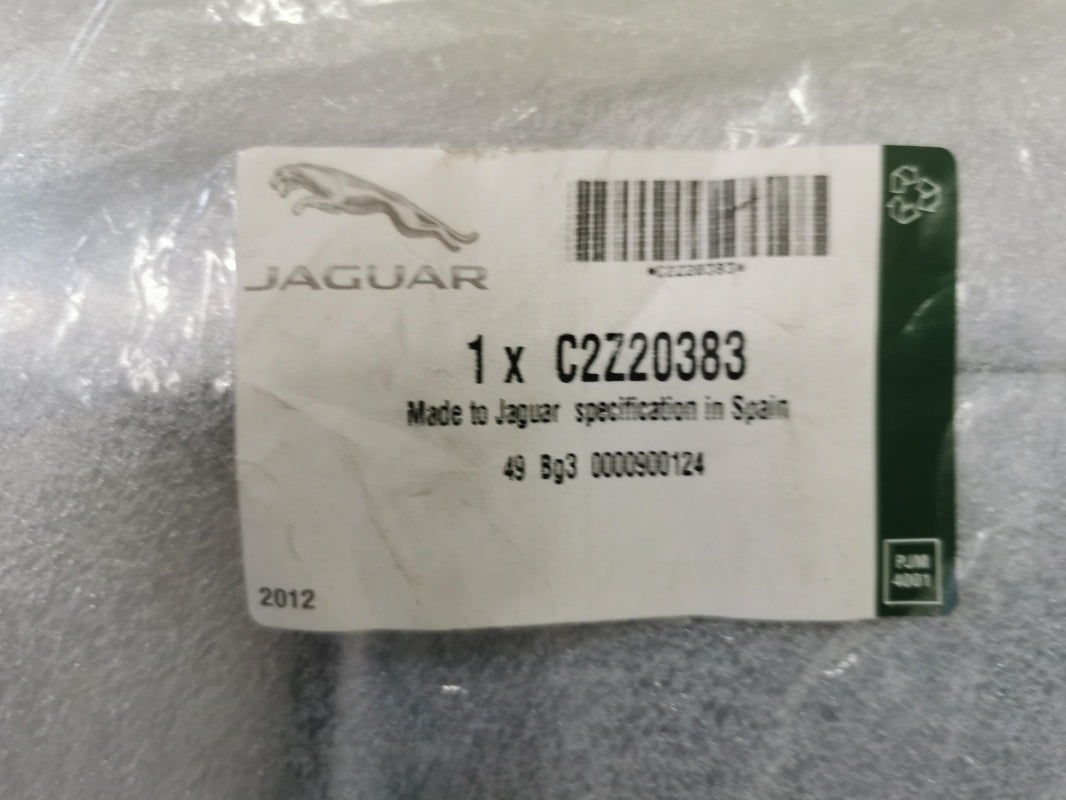 JAGUAR
*C2Z20383*
1 x C2Z20383
Made to Jaguar specification in Spain
49 Bg3 0000900124
2012
PJM
4001